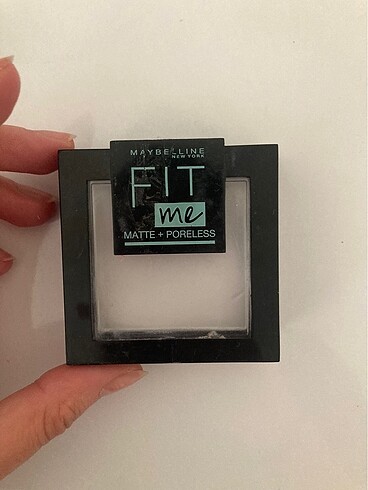 MAYBELLINE
NEW YORK
FIT
me
MATTE + PORELESS